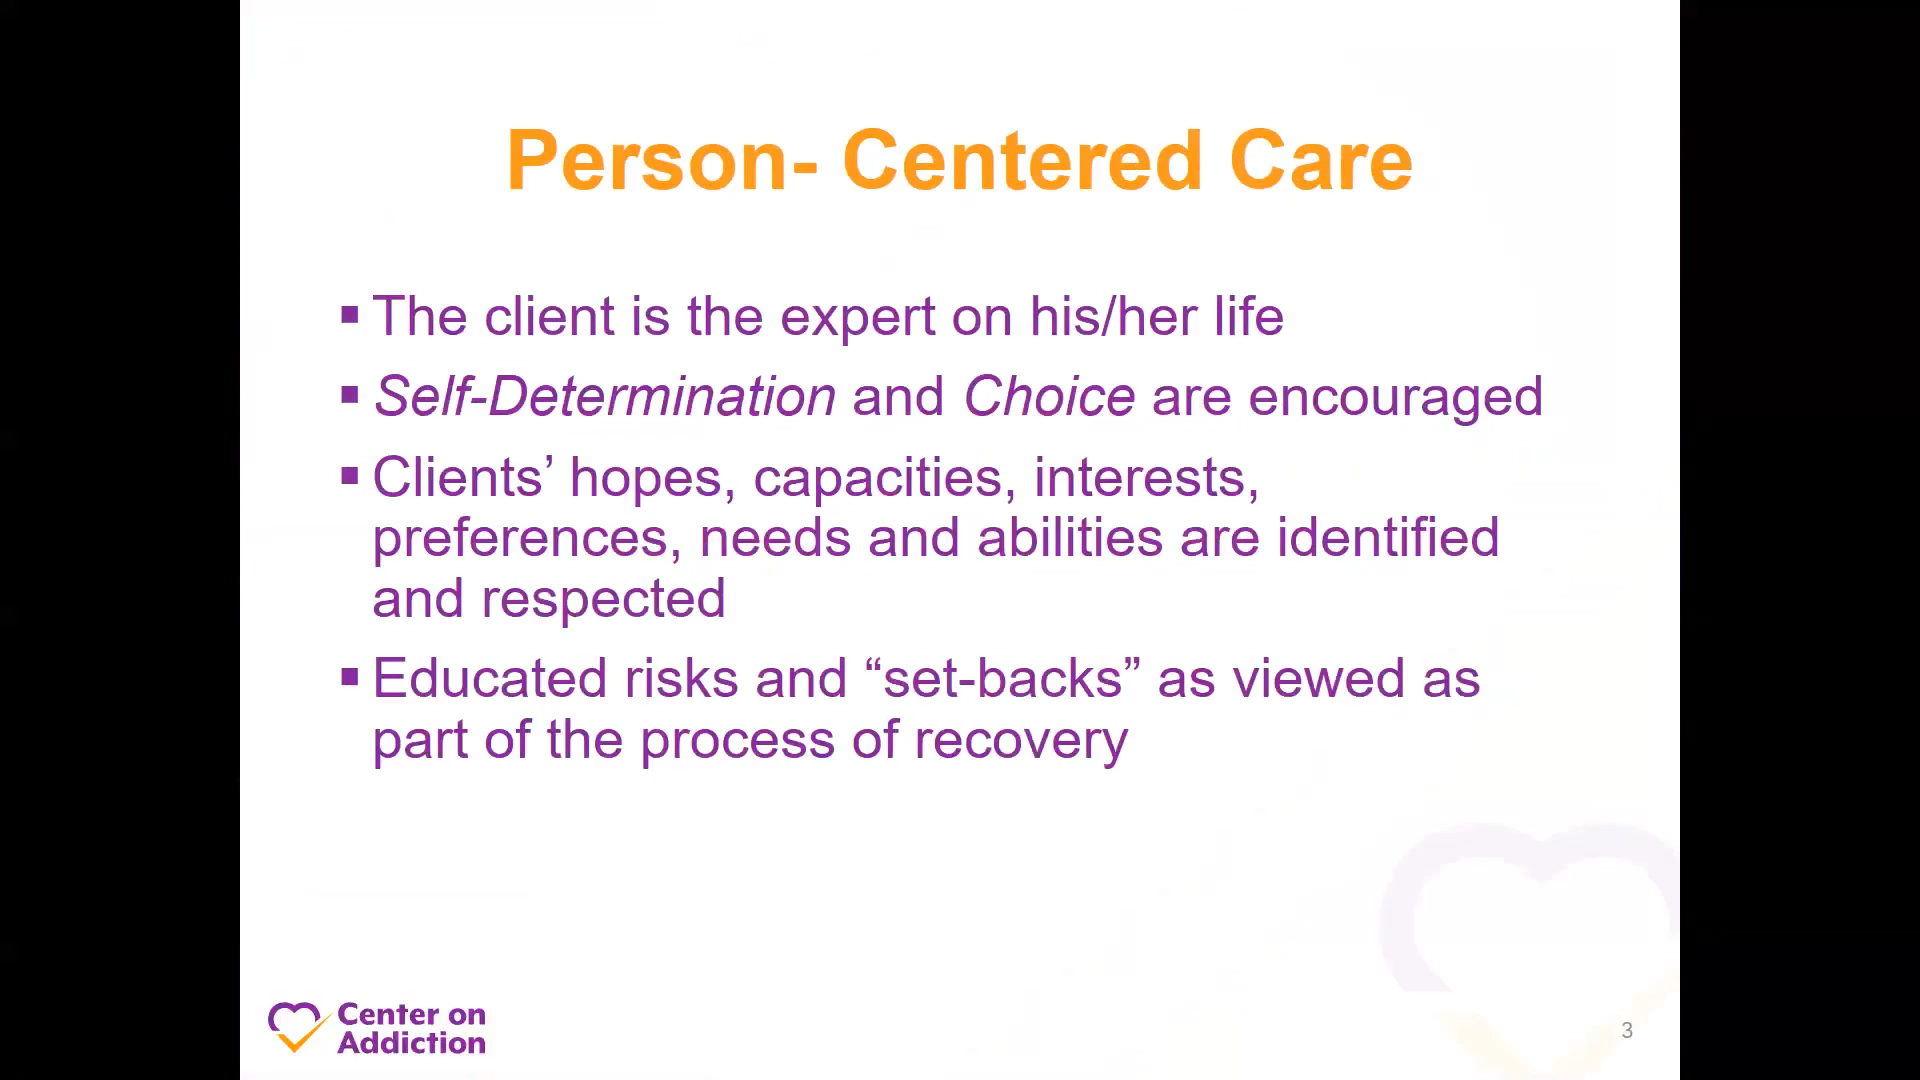 Person- Centered Care
▪ The client is the expert on his/her life
▪ Self-Determination and Choice are encouraged
▪ Clients’ hopes, capacities, interests,
preferences, needs and abilities are identified
and respected
▪ Educated risks and “set-backs” as viewed as
part of the process of recovery
Center on
Addiction
3